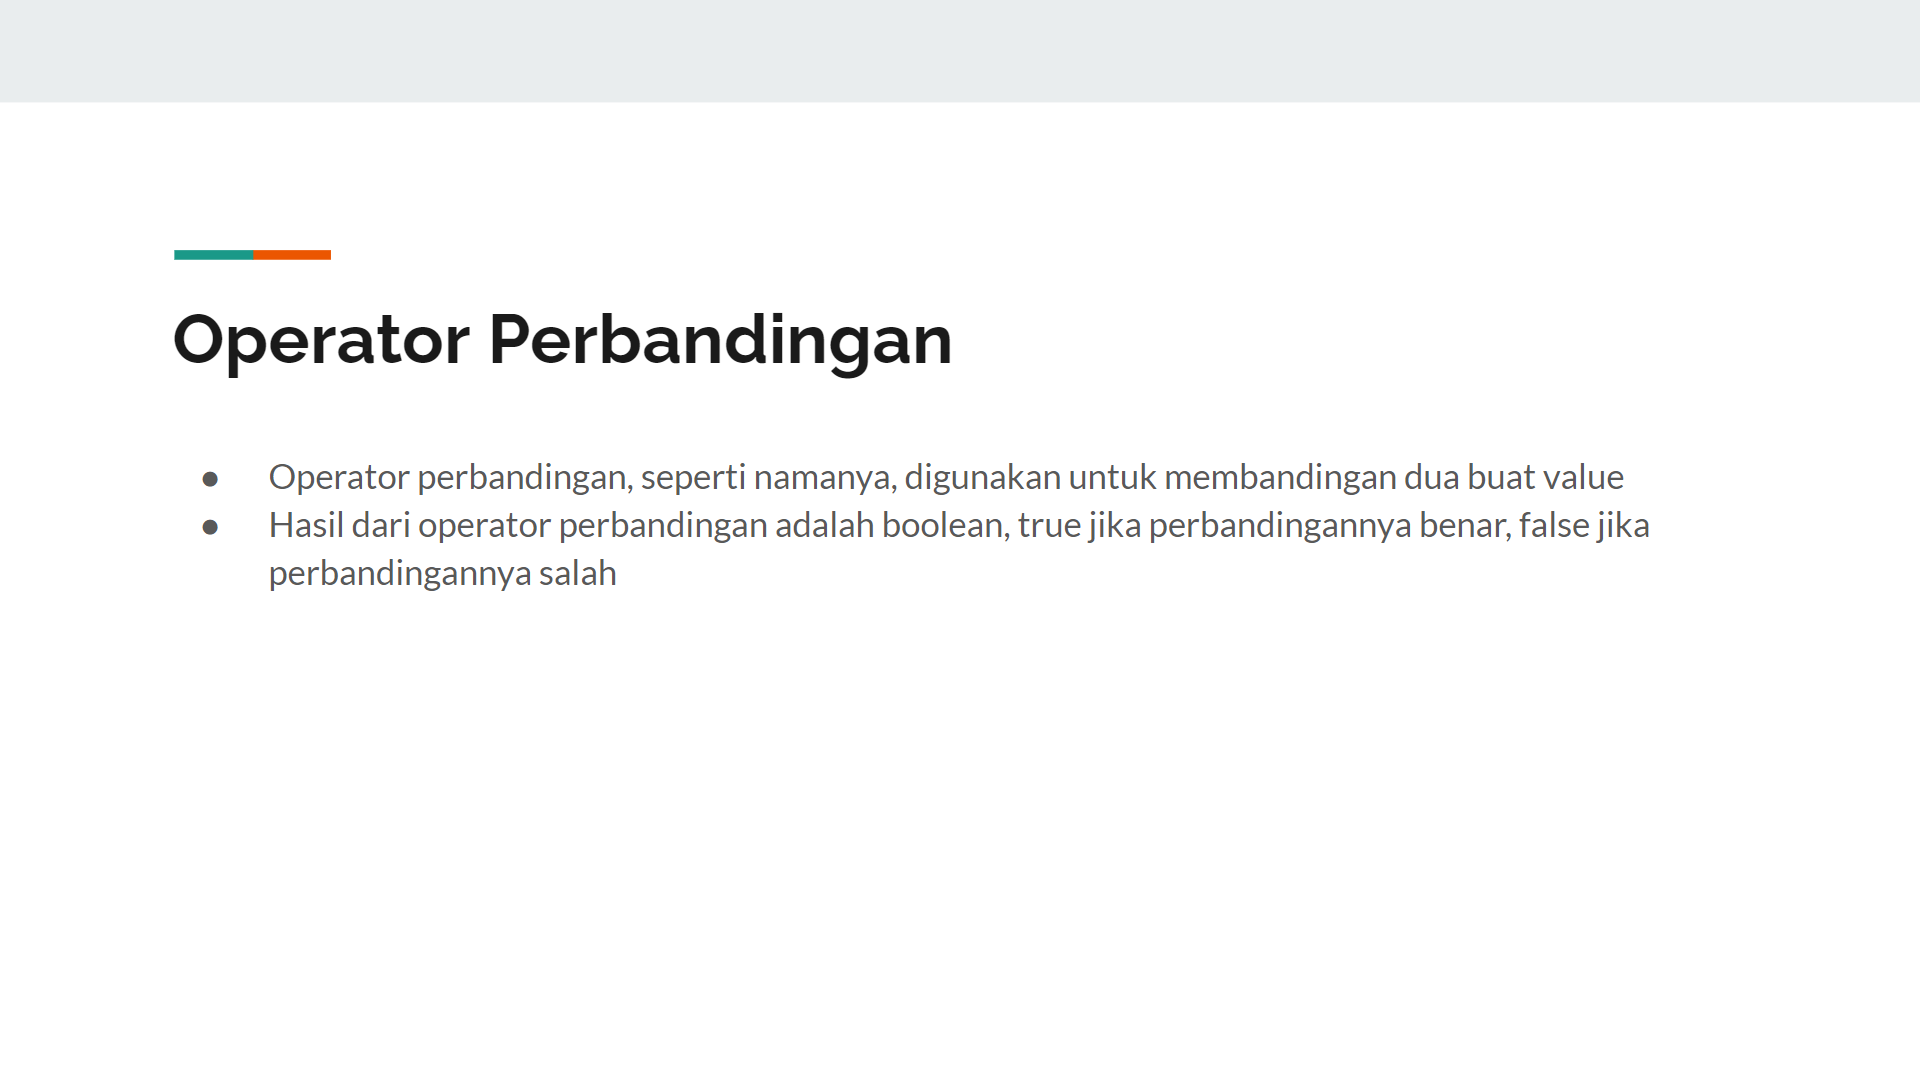 Operator Perbandingan
● Operator perbandingan, seperti namanya, digunakan untuk membandingan dua buat value
● Hasil dari operator perbandingan adalah boolean, true jika perbandingannya benar, false jika
perbandingannya salah